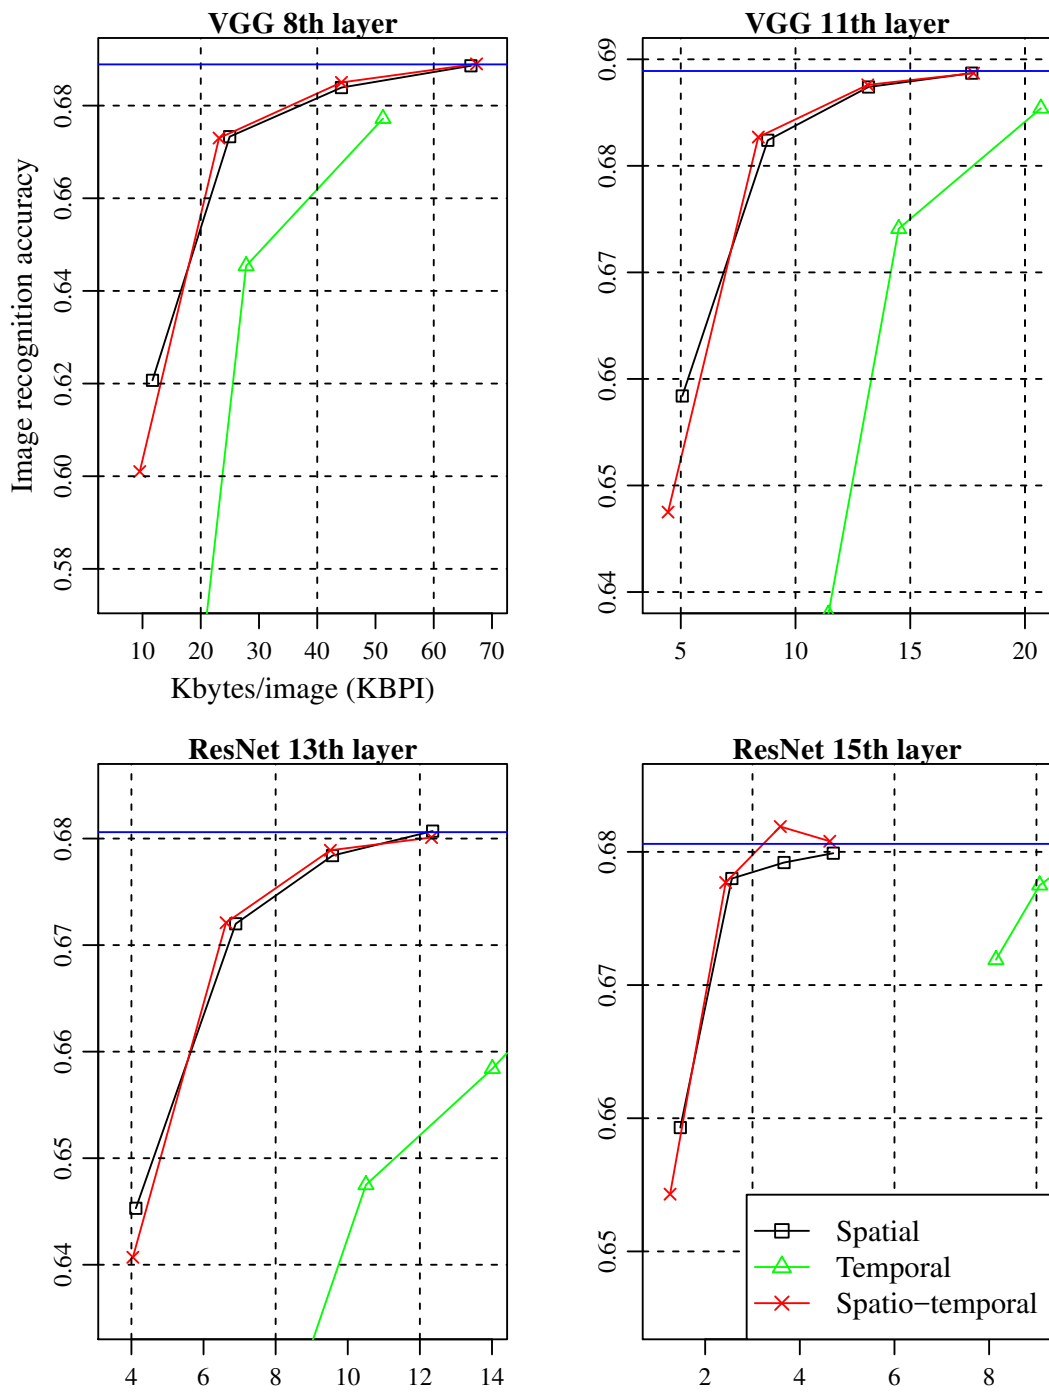 VGG 8th layer
0.58 0.60 0.62 0.64 0.66 0.68
Image recognition accuracy
10 20 30 40 50 60 70
Kbytes/image (KBPI)
VGG 11th layer
0.64 0.65 0.66 0.67 0.68 0.69
5 10 15 20
ResNet 13th layer
0.64 0.65 0.66 0.67 0.68
4 6 8 10 12 14
ResNet 15th layer
0.65 0.66 0.67 0.68
2 4 6 8
Spatial
Temporal
Spatio-temporal